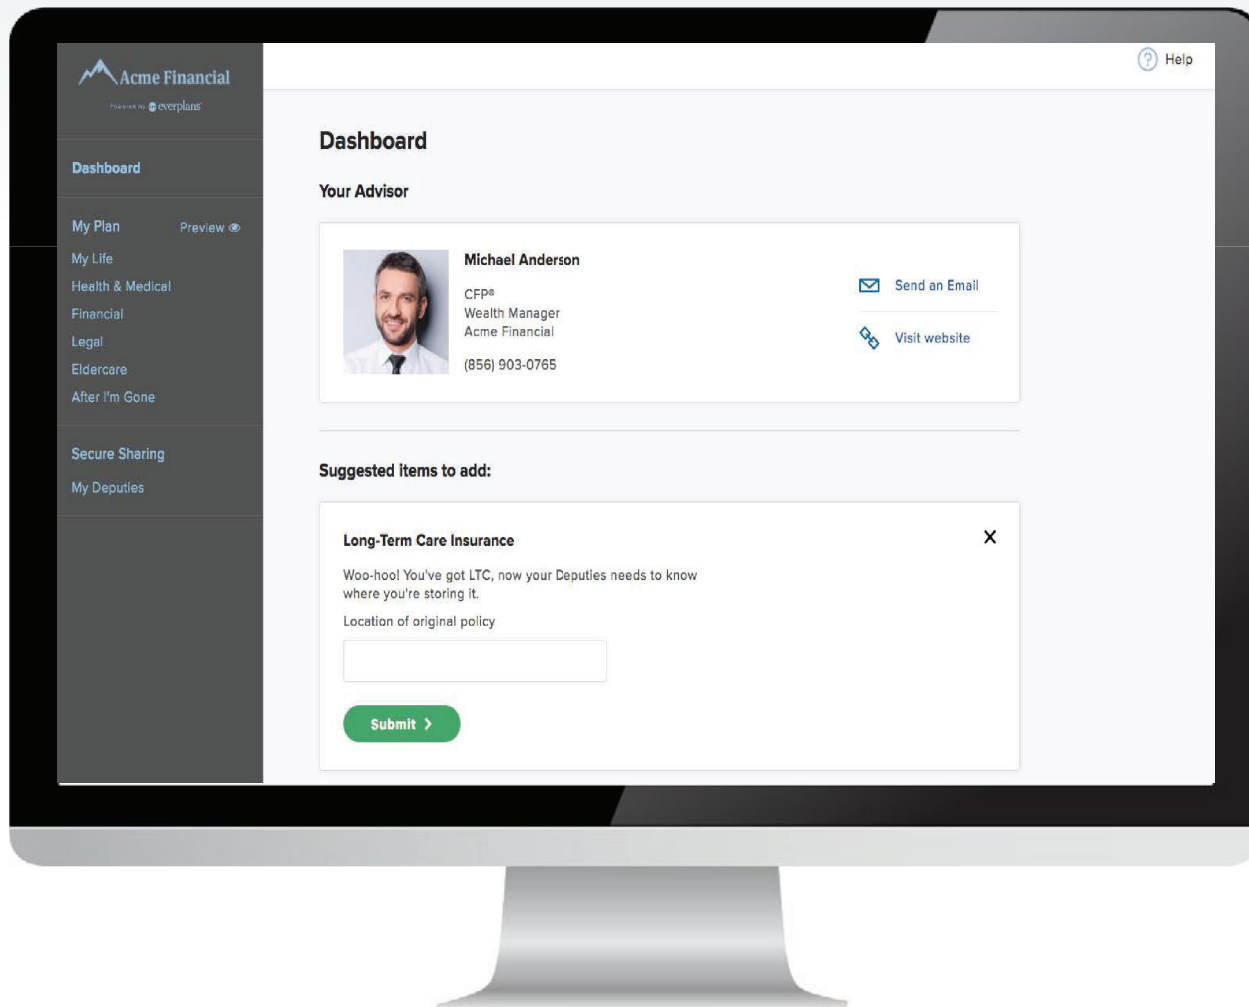 Acme Financial
Powered by everplans
Dashboard
My Plan
Preview
My Life
Health & Medical
Financial
Legal
Eldercare
After I'm Gone
Secure Sharing
My Deputies
? Help
Dashboard
Your Advisor
Michael Anderson
CFP®
Wealth Manager
Acme Financial
(856) 903-0765
Send an Email
Visit website
Suggested items to add:
Long-Term Care Insurance
X
Woo-hoo! You've got LTC, now your Deputies needs to know
where you're storing it.
Location of original policy
Submit >